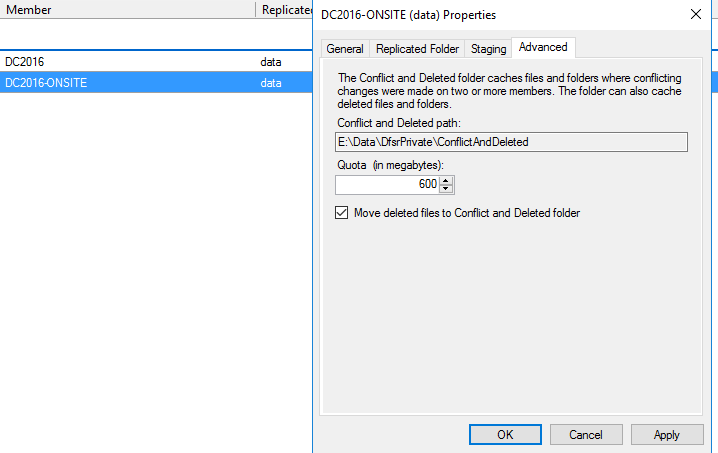 Member Replicated
DC2016 data
DC2016-ONSITE data
DC2016-ONSITE (data) Properties
General Replicated Folder Staging Advanced
The Conflict and Deleted folder caches files and folders where conflicting
changes were made on two or more members. The folder can also cache
deleted files and folders.
Conflict and Deleted path:
E:\Data\DfsrPrivate\ConflictAndDeleted
Quota (in megabytes):
600
Move deleted files to Conflict and Deleted folder
OK Cancel Apply